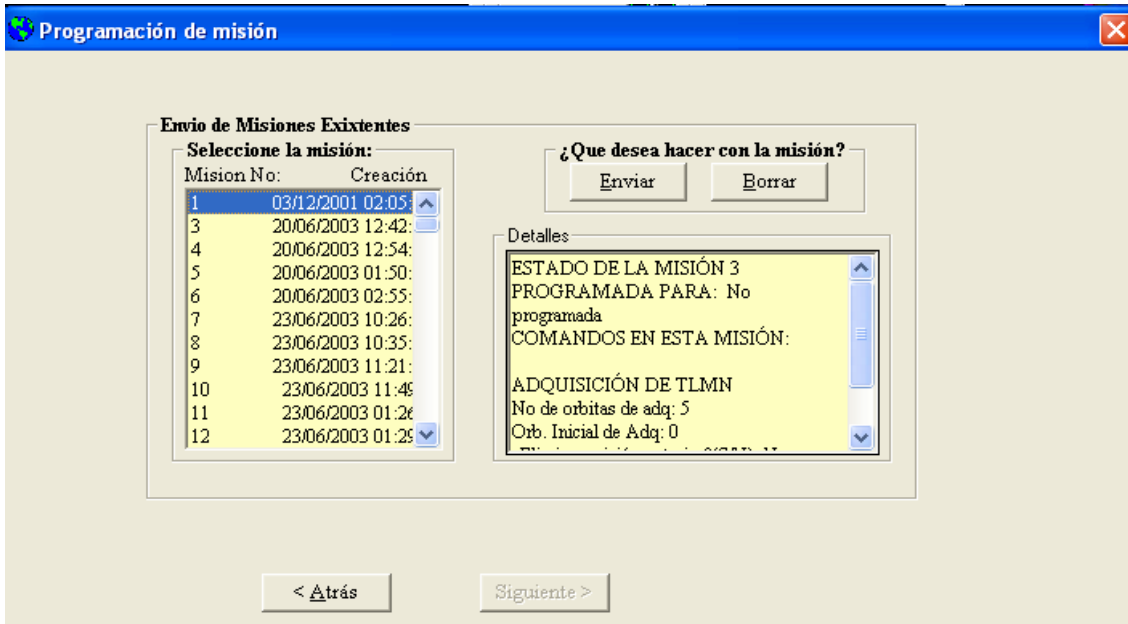 Programación de misión
Envio de Misiones Exixtentes
Seleccione la misión:
Mision No: Creación
1 03/12/2001 02:05:
3 20/06/2003 12:42:
4 20/06/2003 12:54:
5 20/06/2003 01:50:
6 20/06/2003 02:55:
7 23/06/2003 10:26:
8 23/06/2003 10:35:
9 23/06/2003 11:21:
10 23/06/2003 11:49
11 23/06/2003 01:26
12 23/06/2003 01:29
¿Que desea hacer con la misión?
Enviar Borrar
Detalles
ESTADO DE LA MISIÓN 3
PROGRAMADA PARA: No
programada
COMANDOS EN ESTA MISIÓN:
ADQUISICIÓN DE TLMN
No de orbitas de adq: 5
Orb. Inicial de Adq: 0
< Atrás Siguiente >